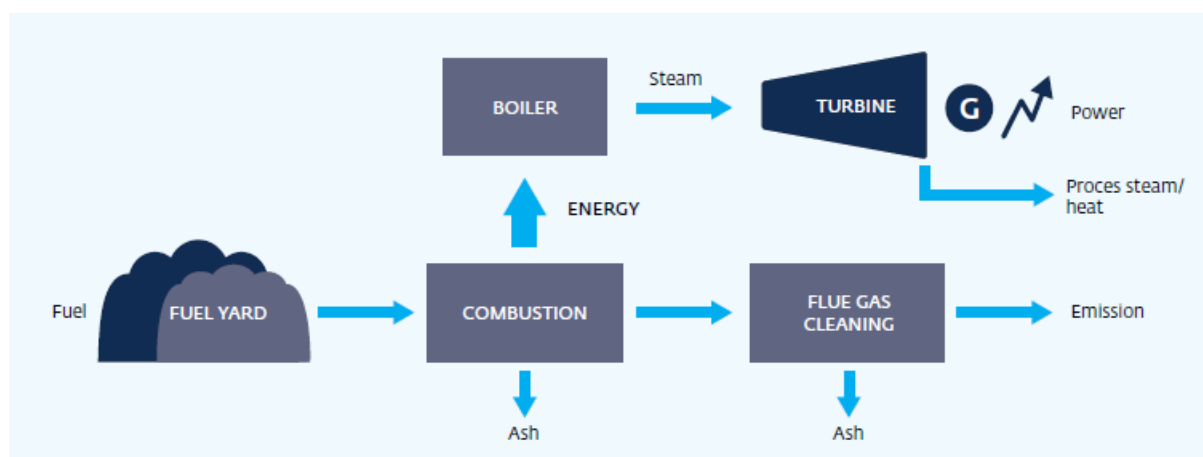 BOILER
Steam
TURBINE
G
Power
Proces steam/
heat
ENERGY
Fuel
FUEL YARD
COMBUSTION
FLUE GAS
CLEANING
Emission
Ash
Ash